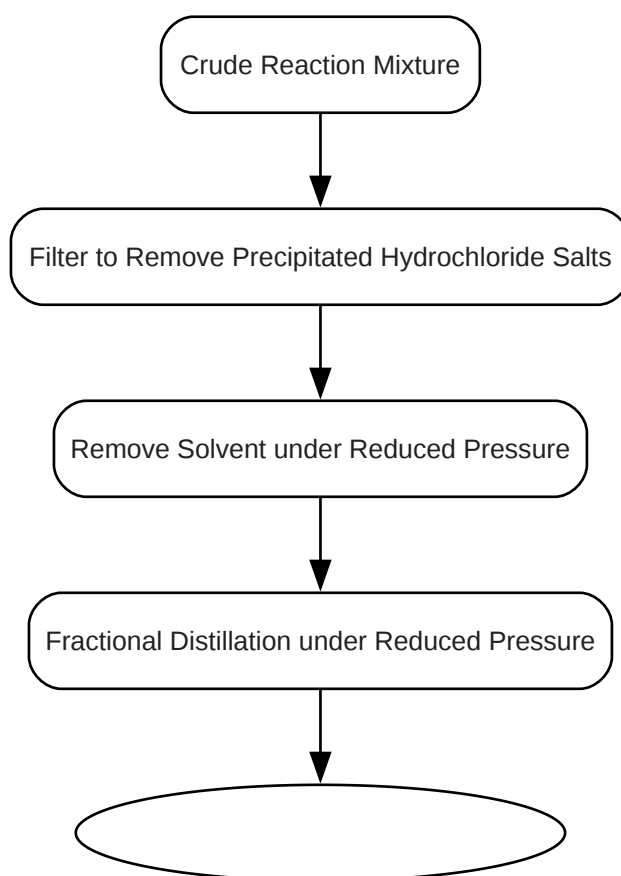 Crude Reaction Mixture
Filter to Remove Precipitated Hydrochloride Salts
Remove Solvent under Reduced Pressure
Fractional Distillation under Reduced Pressure